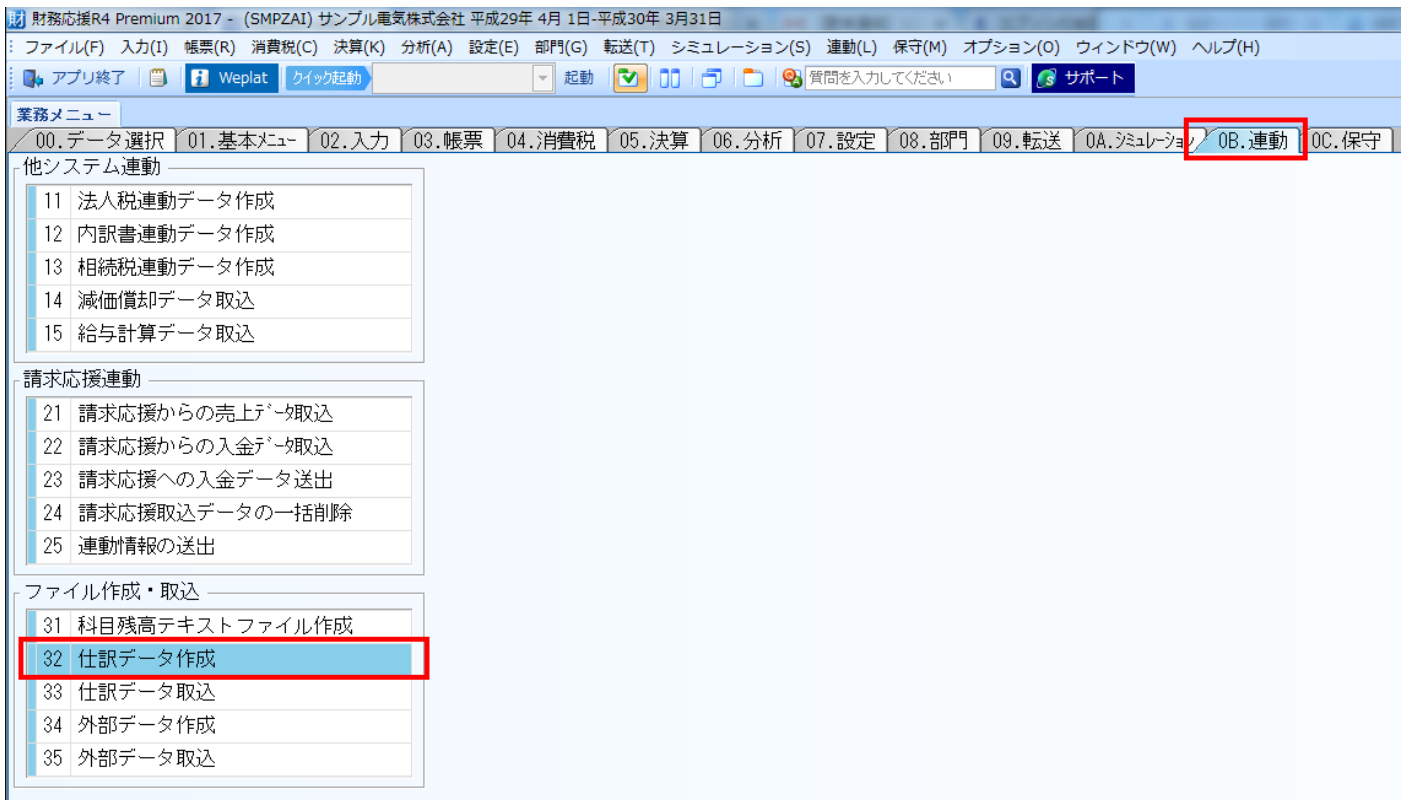 財 財務応援R4 Premium 2017 - (SMPZAI) サンプル電気株式会社 平成29年 4月 1日-平成30年 3月31日
ファイル(F) 入力(I) 帳票(R) 消費税(C) 決算(K) 分析(A) 設定(E) 部門(G) 転送(T) シミュレーション(S) 連動(L) 保守(M) オプション(O) ウィンドウ(W) ヘルプ(H)
アプリ終了 i Weplat クイック起動 起動 質問を入力してください サポート
業務メニュー
00.データ選択 01.基本ﾒﾆｭｰ 02.入力 03.帳票 04.消費税 05.決算 06.分析 07.設定 08.部門 09.転送 0A.ｼﾐｭﾚｰｼｮﾝ 0B.連動 0C.保守
他システム連動
11 法人税連動データ作成
12 内訳書連動データ作成
13 相続税連動データ作成
14 減価償却データ取込
15 給与計算データ取込
請求応援連動
21 請求応援からの売上ﾃﾞｰﾀ取込
22 請求応援からの入金ﾃﾞｰﾀ取込
23 請求応援への入金データ送出
24 請求応援取込データの一括削除
25 連動情報の送出
ファイル作成・取込
31 科目残高テキストファイル作成
32 仕訳データ作成
33 仕訳データ取込
34 外部データ作成
35 外部データ取込